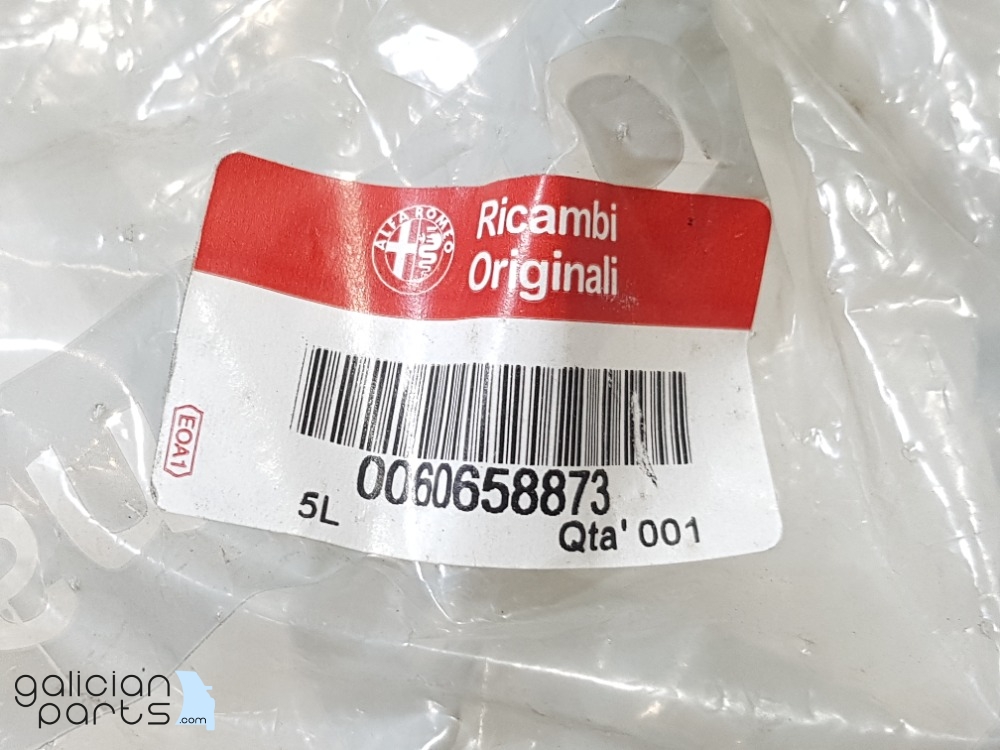 ALFA ROMEO
Ricambi
Originali
EOA1
0060658873
5L
Qta' 001
galician
parts.com